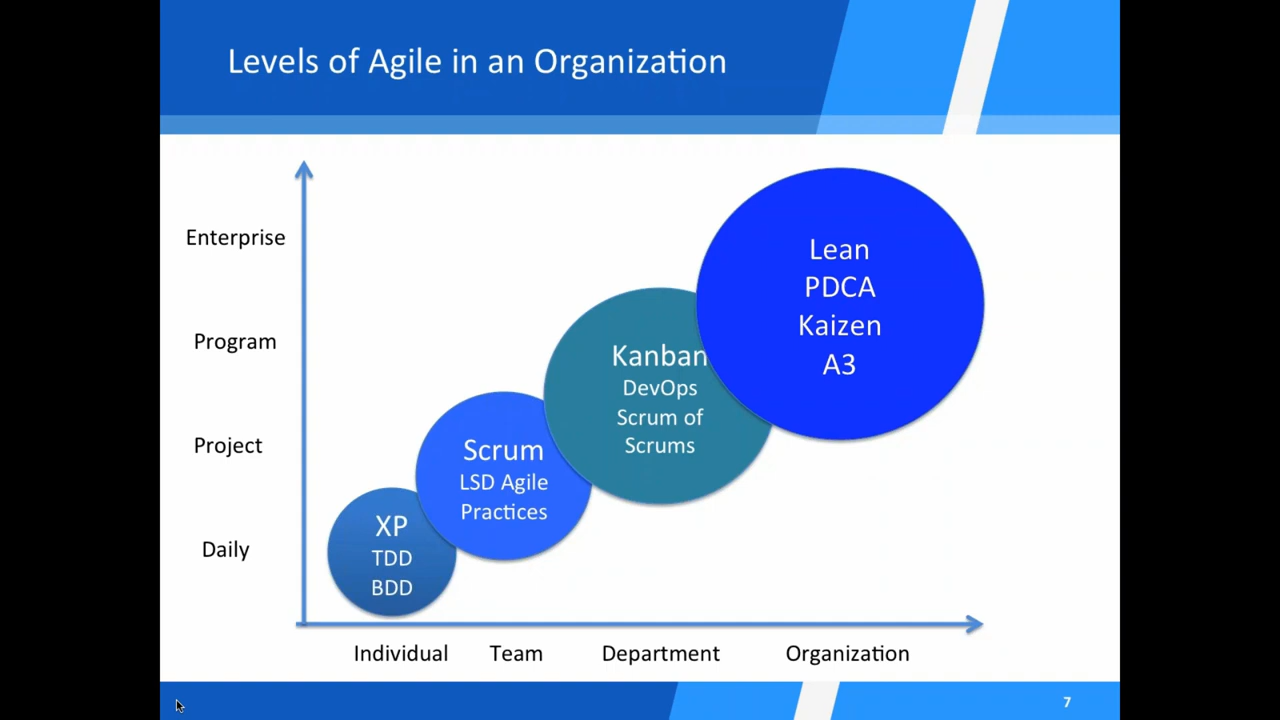 Levels of Agile in an Organization
Enterprise
Program
Project
Daily
Lean
PDCA
Kaizen
A3
Kanban
DevOps
Scrum of
Scrums
Scrum
LSD Agile
Practices
XP
TDD
BDD
Individual
Team
Department
Organization
7